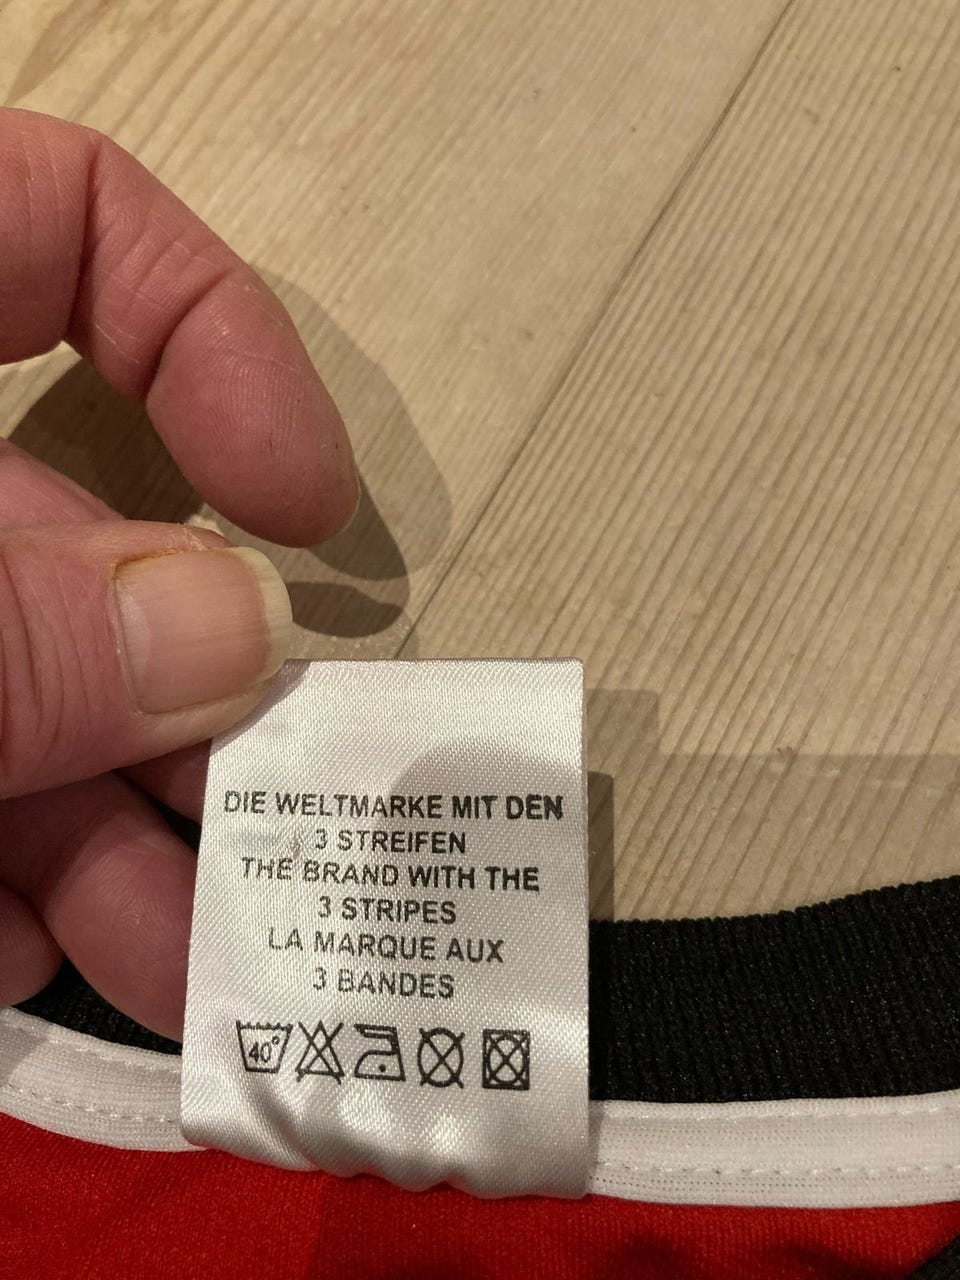 DIE WELTMARKE MIT DEN
3 STREIFEN
THE BRAND WITH THE
3 STRIPES
LA MARQUE AUX
3 BANDES
40°